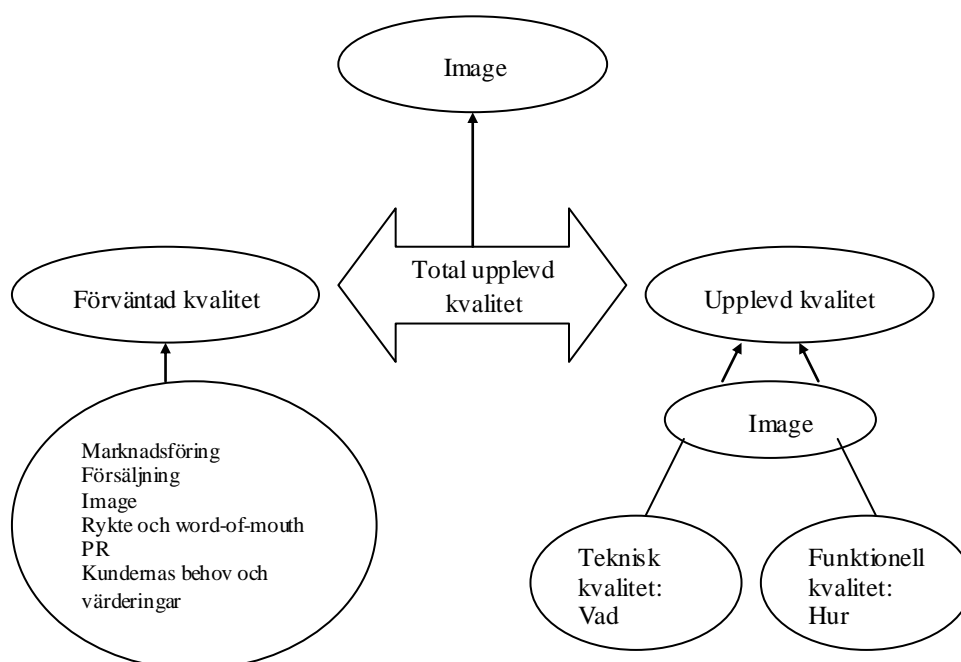 Image
Total upplevd
kvalitet
Förväntad kvalitet
Upplevd kvalitet
Marknadsföring
Försäljning
Image
Rykte och word-of-mouth
PR
Kundernas behov och
värderingar
Image
Teknisk
kvalitet:
Vad
Funktionell
kvalitet:
Hur